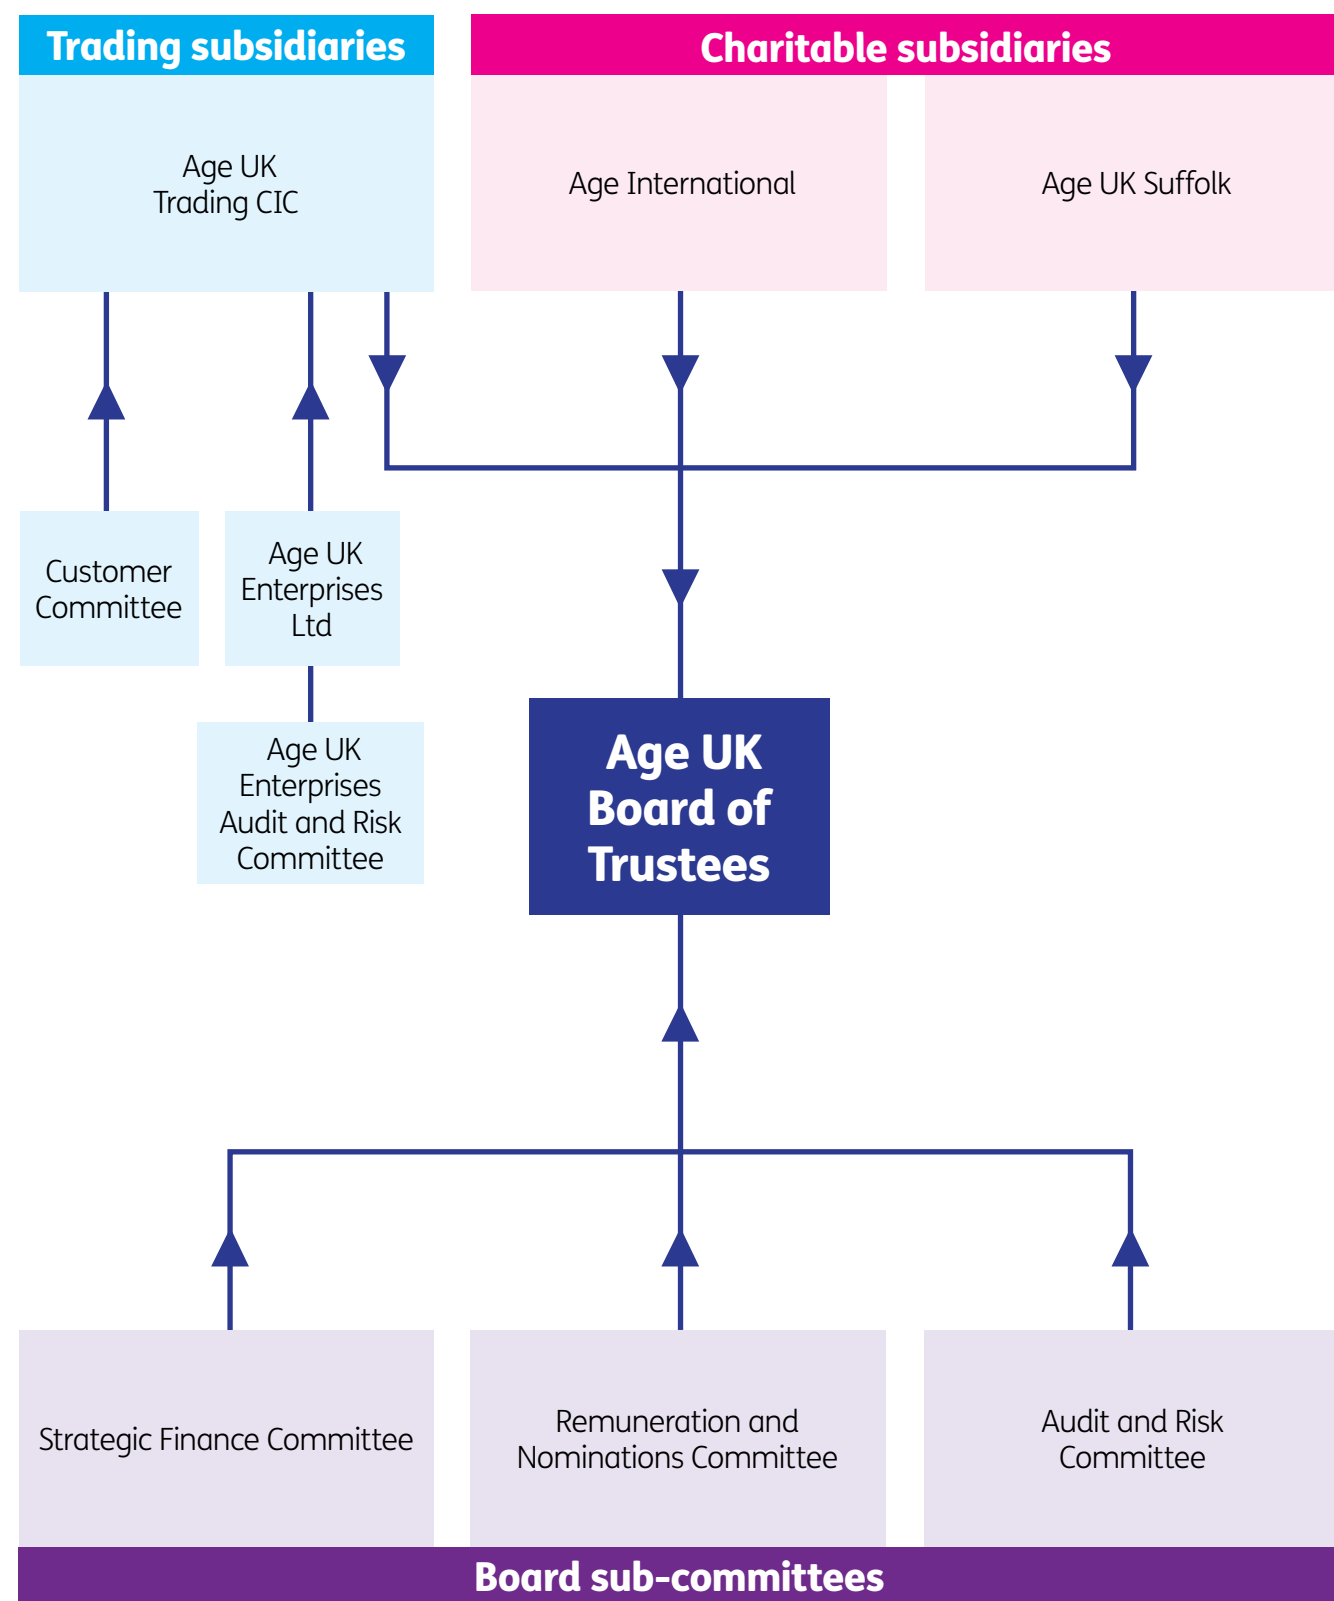 Trading subsidiaries
Charitable subsidiaries
Age UK
Trading CIC
Age International
Age UK Suffolk
Customer
Committee
Age UK
Enterprises
Ltd
Age UK
Enterprises
Audit and Risk
Committee
Age UK
Board of
Trustees
Strategic Finance Committee
Remuneration and
Nominations Committee
Audit and Risk
Committee
Board sub-committees